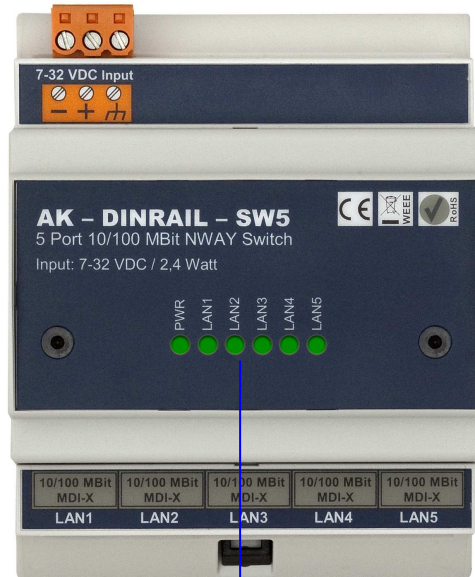 7-32 VDC Input
− +
AK – DINRAIL – SW5
5 Port 10/100 MBit NWAY Switch
Input: 7-32 VDC / 2,4 Watt
CE
WEEE
RoHS
PWR LAN1 LAN2 LAN3 LAN4 LAN5
10/100 MBit 10/100 MBit 10/100 MBit 10/100 MBit 10/100 MBit
MDI-X MDI-X MDI-X MDI-X MDI-X
LAN1 LAN2 LAN3 LAN4 LAN5